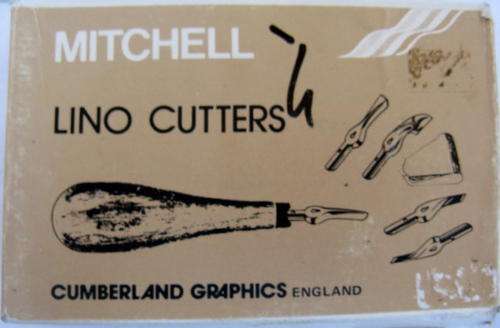 MITCHELL
LINO CUTTERS
CUMBERLAND GRAPHICS ENGLAND